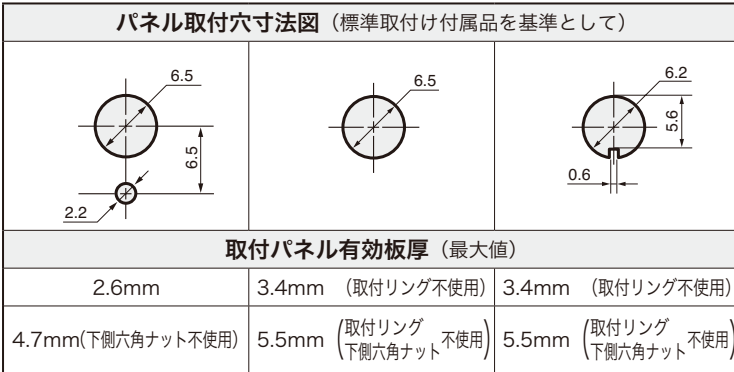 パネル取付穴寸法図（標準取付け付属品を基準として）
6.5
6.5
2.2
6.5
6.2
5.6
0.6
取付パネル有効板厚（最大値）
2.6mm
3.4mm （取付リング不使用）
3.4mm （取付リング不使用）
4.7mm(下側六角ナット不使用)
5.5mm (取付リング
下側六角ナット 不使用)
5.5mm (取付リング
下側六角ナット 不使用)